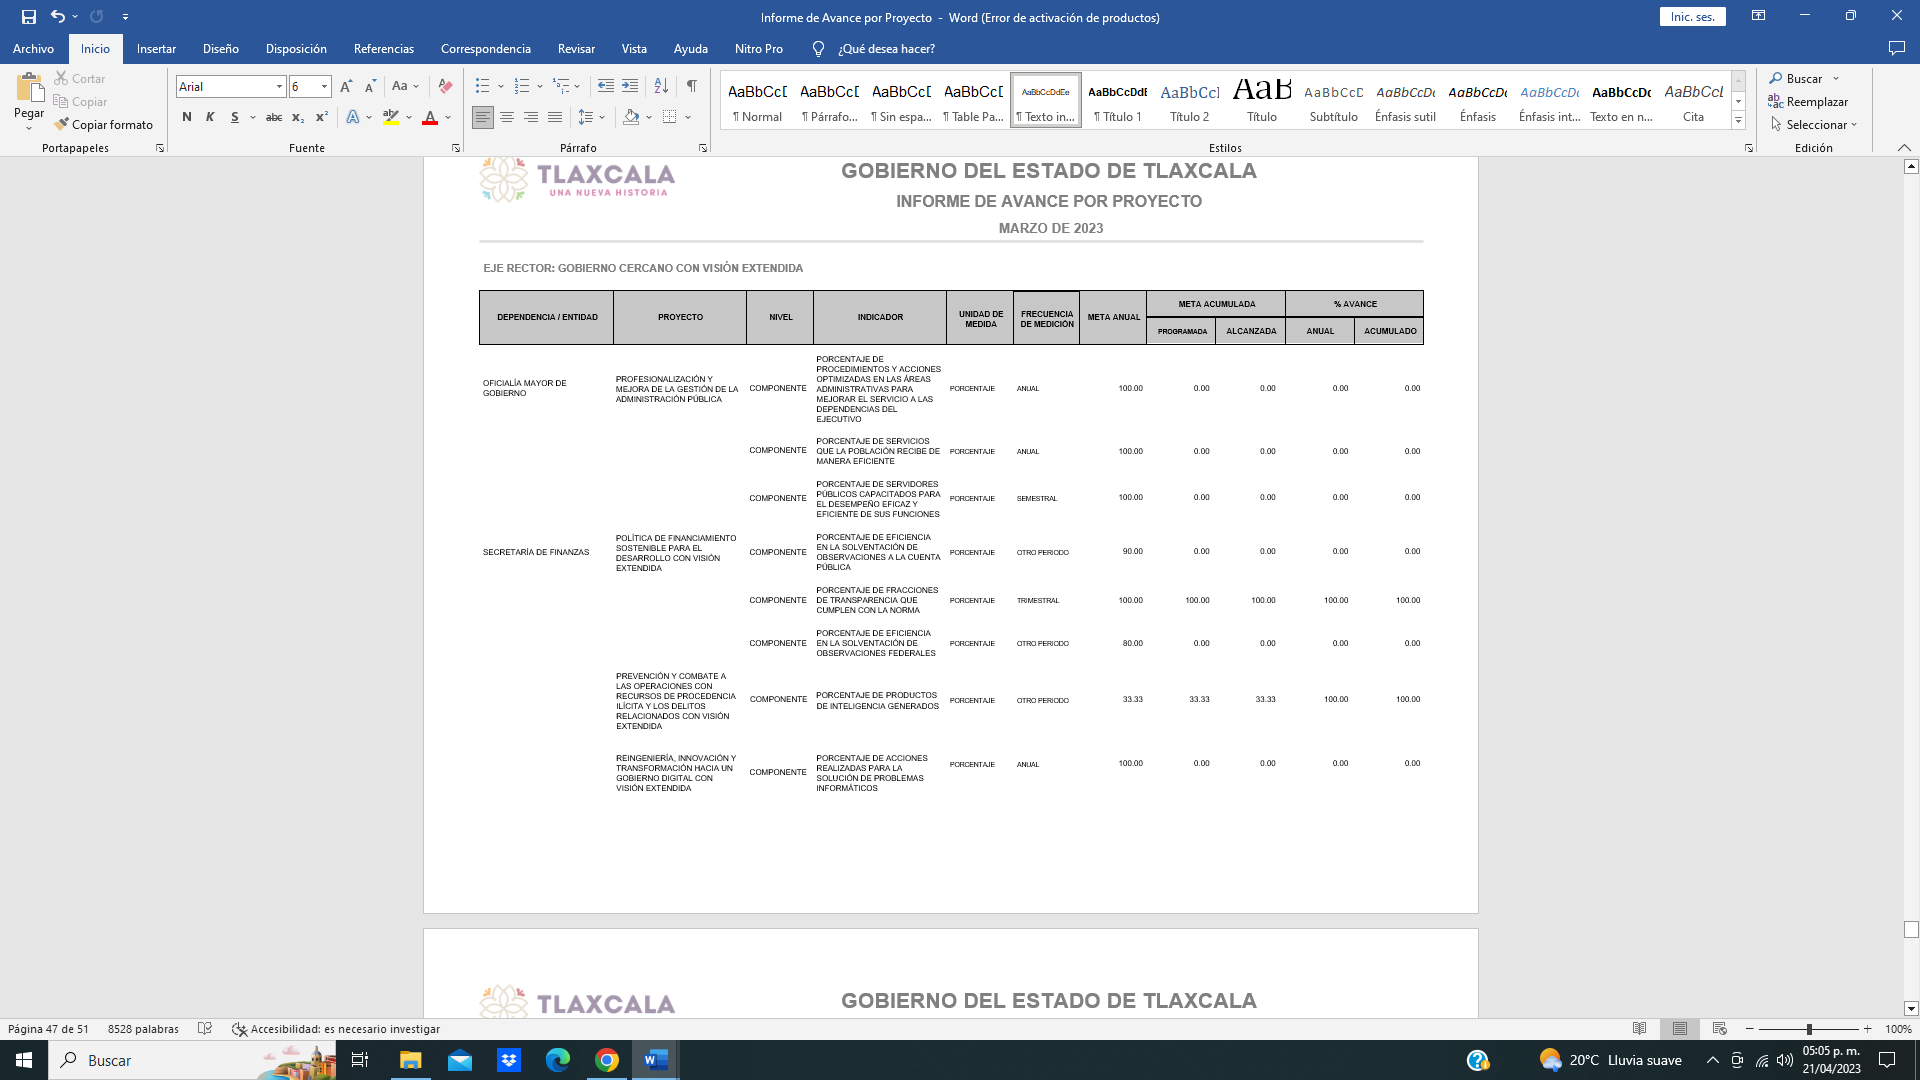 Informe de Avance por Proyecto - Word (Error de activación de productos)
Inic. ses.
Archivo Inicio Insertar Diseño Disposición Referencias Correspondencia Revisar Vista Ayuda Nitro Pro ¿Qué desea hacer?
Pegar
Cortar
Copiar
Copiar formato
Portapapeles
Arial 6
Aa
N K S abc x₂ x²
Fuente
Párrafo
AaBbCcI AaBbCcI AaBbCcI AaBbCcI AaBbCcDdEe AaBbCcDdE AaBbCcI AaB AaBbCcD AaBbCcDc AaBbCcDc AaBbCcDc AaBbCcDc AaBbCcL
¶ Normal ¶ Párrafo... ¶ Sin espa... ¶ Table Pa... ¶ Texto in... ¶ Título 1 Título 2 Título Subtítulo Énfasis sutil Énfasis Énfasis int... Texto en n... Cita
Estilos
Buscar
Reemplazar
Seleccionar
Edición
TLAXCALA
UNA NUEVA HISTORIA
GOBIERNO DEL ESTADO DE TLAXCALA
INFORME DE AVANCE POR PROYECTO
MARZO DE 2023
EJE RECTOR: GOBIERNO CERCANO CON VISIÓN EXTENDIDA
DEPENDENCIA / ENTIDAD
PROYECTO
NIVEL
INDICADOR
UNIDAD DE
MEDIDA
FRECUENCIA
DE MEDICIÓN
META ANUAL
META ACUMULADA
PROGRAMADA ALCANZADA
% AVANCE
ANUAL ACUMULADO
OFICIALÍA MAYOR DE
GOBIERNO
PROFESIONALIZACIÓN Y
MEJORA DE LA GESTIÓN DE LA
ADMINISTRACIÓN PÚBLICA
COMPONENTE
PORCENTAJE DE
PROCEDIMIENTOS Y ACCIONES
OPTIMIZADAS EN LAS ÁREAS
ADMINISTRATIVAS PARA
MEJORAR EL SERVICIO A LAS
DEPENDENCIAS DEL
EJECUTIVO
PORCENTAJE ANUAL 100.00 0.00 0.00 0.00 0.00
COMPONENTE
PORCENTAJE DE SERVICIOS
QUE LA POBLACIÓN RECIBE DE
MANERA EFICIENTE
PORCENTAJE ANUAL 100.00 0.00 0.00 0.00 0.00
COMPONENTE
PORCENTAJE DE SERVIDORES
PÚBLICOS CAPACITADOS PARA
EL DESEMPEÑO EFICAZ Y
EFICIENTE DE SUS FUNCIONES
PORCENTAJE SEMESTRAL 100.00 0.00 0.00 0.00 0.00
SECRETARÍA DE FINANZAS
POLÍTICA DE FINANCIAMIENTO
SOSTENIBLE PARA EL
DESARROLLO CON VISIÓN
EXTENDIDA
COMPONENTE
PORCENTAJE DE EFICIENCIA
EN LA SOLVENTACIÓN DE
OBSERVACIONES A LA CUENTA
PÚBLICA
PORCENTAJE OTRO PERIODO 90.00 0.00 0.00 0.00 0.00
COMPONENTE
PORCENTAJE DE FRACCIONES
DE TRANSPARENCIA QUE
CUMPLEN CON LA NORMA
PORCENTAJE TRIMESTRAL 100.00 100.00 100.00 100.00 100.00
COMPONENTE
PORCENTAJE DE EFICIENCIA
EN LA SOLVENTACIÓN DE
OBSERVACIONES FEDERALES
PORCENTAJE OTRO PERIODO 80.00 0.00 0.00 0.00 0.00
PREVENCIÓN Y COMBATE A
LAS OPERACIONES CON
RECURSOS DE PROCEDENCIA
ILÍCITA Y LOS DELITOS
RELACIONADOS CON VISIÓN
EXTENDIDA
COMPONENTE
PORCENTAJE DE PRODUCTOS
DE INTELIGENCIA GENERADOS
PORCENTAJE OTRO PERIODO 33.33 33.33 33.33 100.00 100.00
REINGENIERÍA, INNOVACIÓN Y
TRANSFORMACIÓN HACIA UN
GOBIERNO DIGITAL CON
VISIÓN EXTENDIDA
COMPONENTE
PORCENTAJE DE ACCIONES
REALIZADAS PARA LA
SOLUCIÓN DE PROBLEMAS
INFORMÁTICOS
PORCENTAJE ANUAL 100.00 0.00 0.00 0.00 0.00
TLAXCALA
GOBIERNO DEL ESTADO DE TLAXCALA
Página 47 de 51 8528 palabras Accesibilidad: es necesario investigar
100%
Buscar
20°C Lluvia suave
05:05 p. m.
21/04/2023